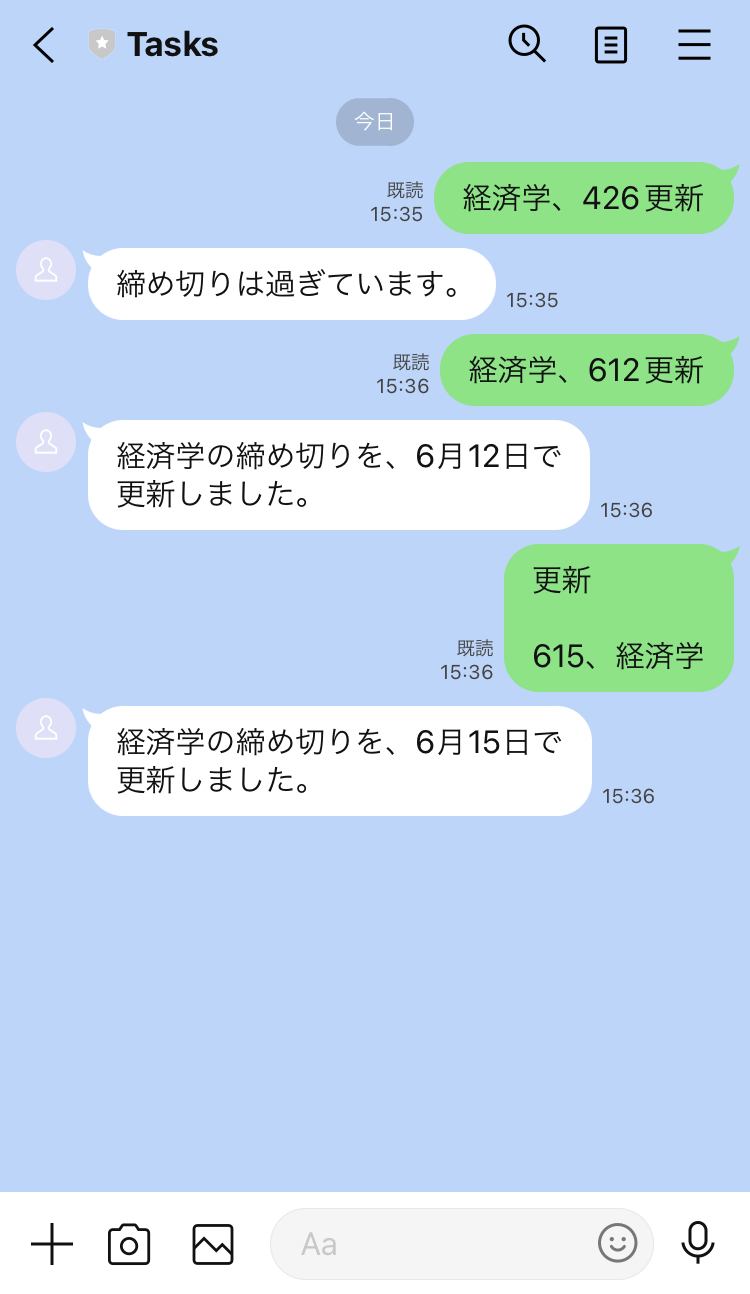 Tasks
今日
経済学、426更新
既読
15:35
締め切りは過ぎています。
15:35
経済学、612更新
既読
15:36
経済学の締め切りを、6月12日で
更新しました。
15:36
更新
615、経済学
既読
15:36
経済学の締め切りを、6月15日で
更新しました。
15:36
Aa